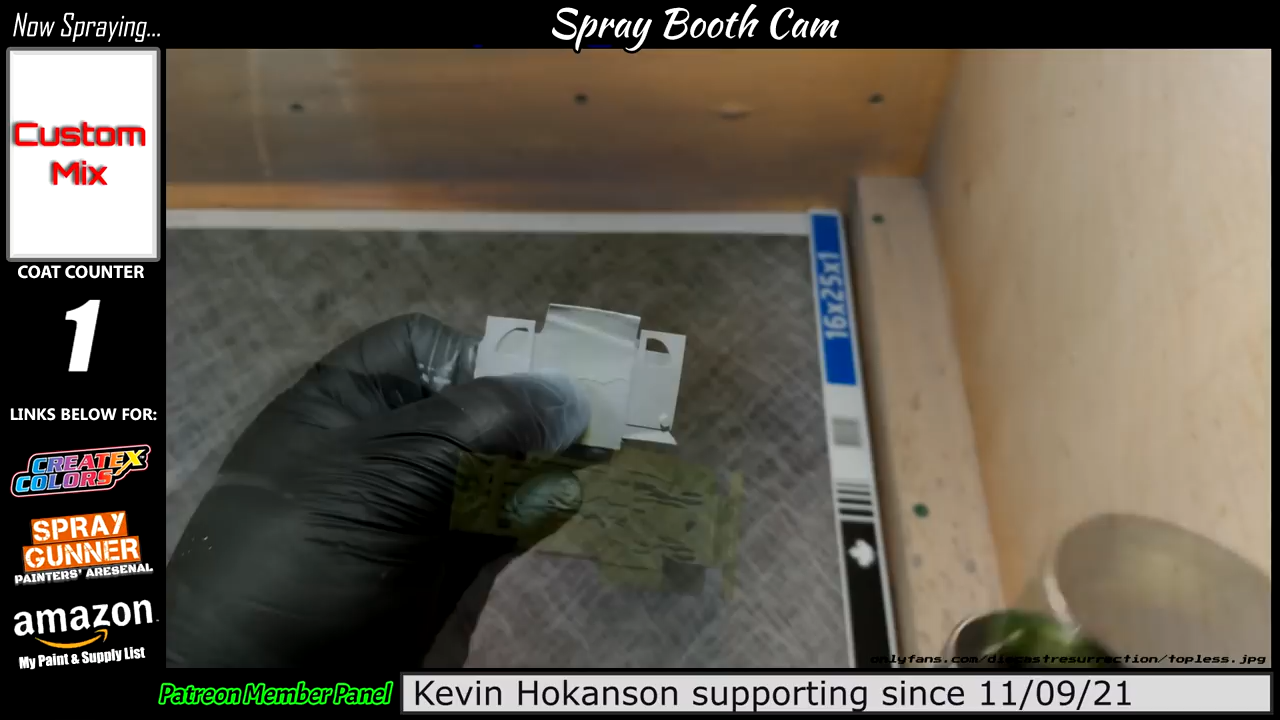 Now Spraying...
Spray Booth Cam
Custom
Mix
COAT COUNTER
1
LINKS BELOW FOR:
CREATEX
COLORS
SPRAY
GUNNER
PAINTERS' ARESENAL
amazon
My Paint & Supply List
16x25x1
onlyfans.com/diecastresurrection/topless.jpg
Patreon Member Panel
Kevin Hokanson supporting since 11/09/21